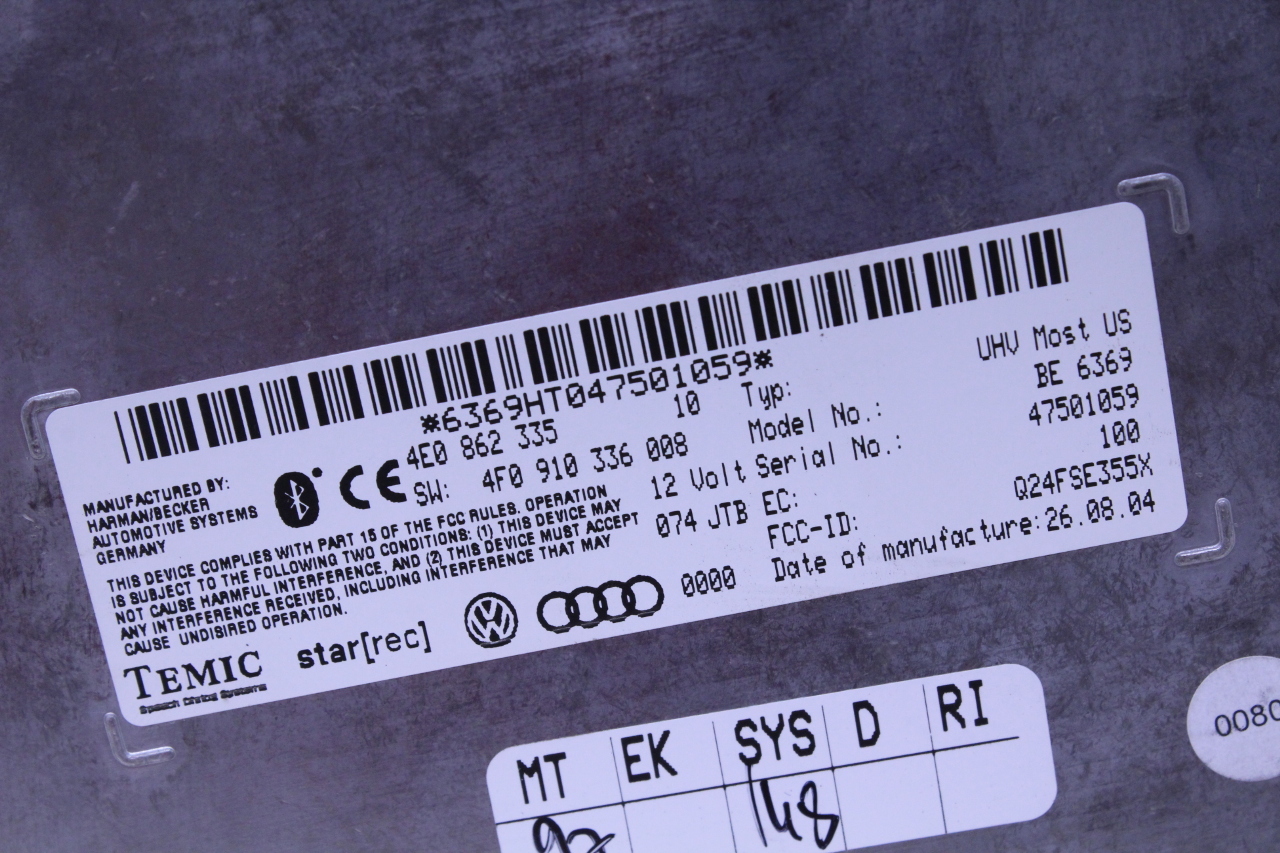 *6369HT047501059*
4E0 862 335 10
SW: 4F0 910 336 008
12 Volt
074 JTB
0000
Typ: UHV Most US
Model No.: BE 6369
Serial No.: 47501059
EC: 100
FCC-ID: Q24FSE355X
Date of manufacture: 26.08.04
MANUFACTURED BY:
HARMAN/BECKER
AUTOMOTIVE SYSTEMS
GERMANY
CE
THIS DEVICE COMPLIES WITH PART 15 OF THE FCC RULES. OPERATION
IS SUBJECT TO THE FOLLOWING TWO CONDITIONS: (1) THIS DEVICE MAY
NOT CAUSE HARMFUL INTERFERENCE, AND (2) THIS DEVICE MUST ACCEPT
ANY INTERFERENCE RECEIVED, INCLUDING INTERFERENCE THAT MAY
CAUSE UNDISIRED OPERATION.
TEMIC
Speech
star[rec]
VW
MT EK SYS D RI
148
0080